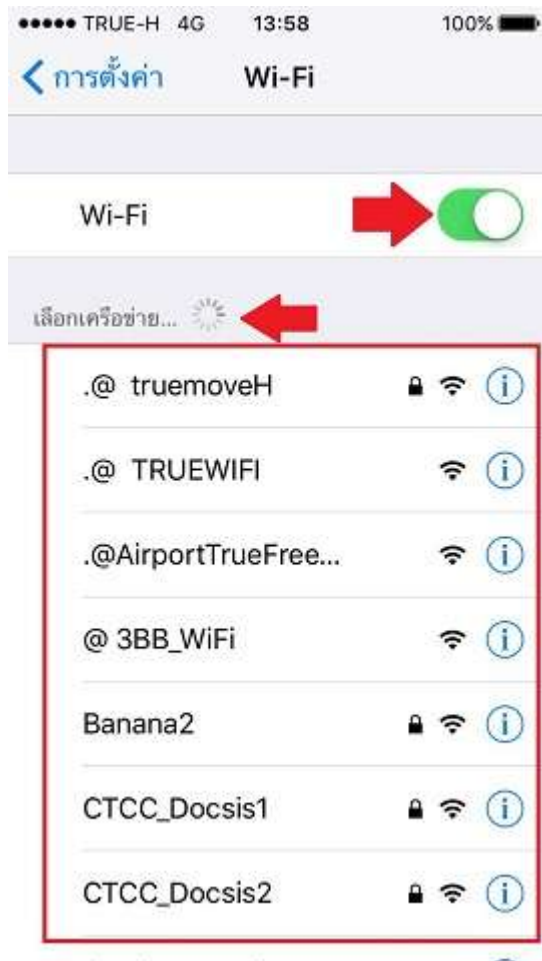 TRUE-H 4G 13:58 100%
การตั้งค่า Wi-Fi
Wi-Fi
เลือกเครือข่าย...
.@ truemoveH
.@ TRUEWIFI
.@AirportTrueFree...
@ 3BB_WiFi
Banana2
CTCC_Docsis1
CTCC_Docsis2